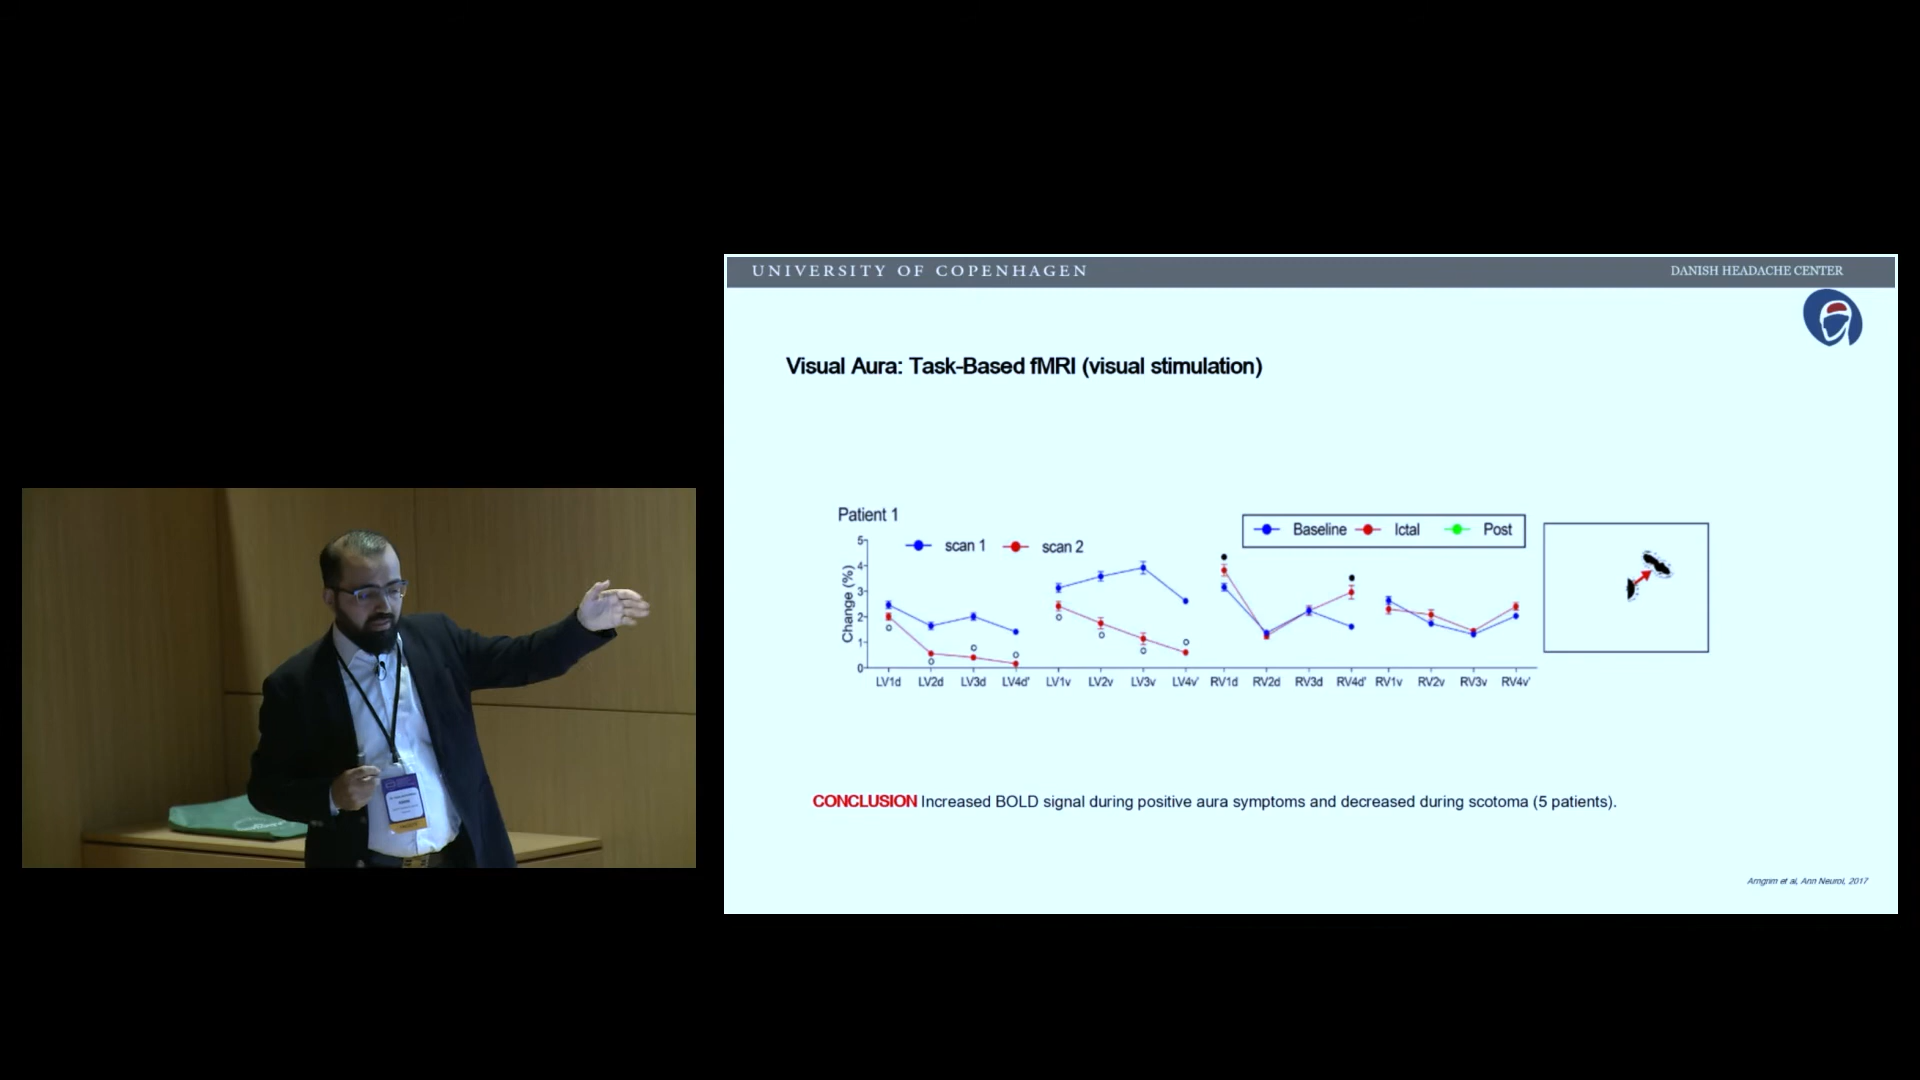 UNIVERSITY OF COPENHAGEN
DANISH HEADACHE CENTER
Visual Aura: Task-Based fMRI (visual stimulation)
Patient 1
scan 1 scan 2
Baseline Ictal Post
Change (%)
5
4
3
2
1
0
LV1d LV2d LV3d LV4d' LV1v LV2v LV3v LV4v' RV1d RV2d RV3d RV4d' RV1v RV2v RV3v RV4v'
CONCLUSION Increased BOLD signal during positive aura symptoms and decreased during scotoma (5 patients).
Arngrim et al, Ann Neurol, 2017